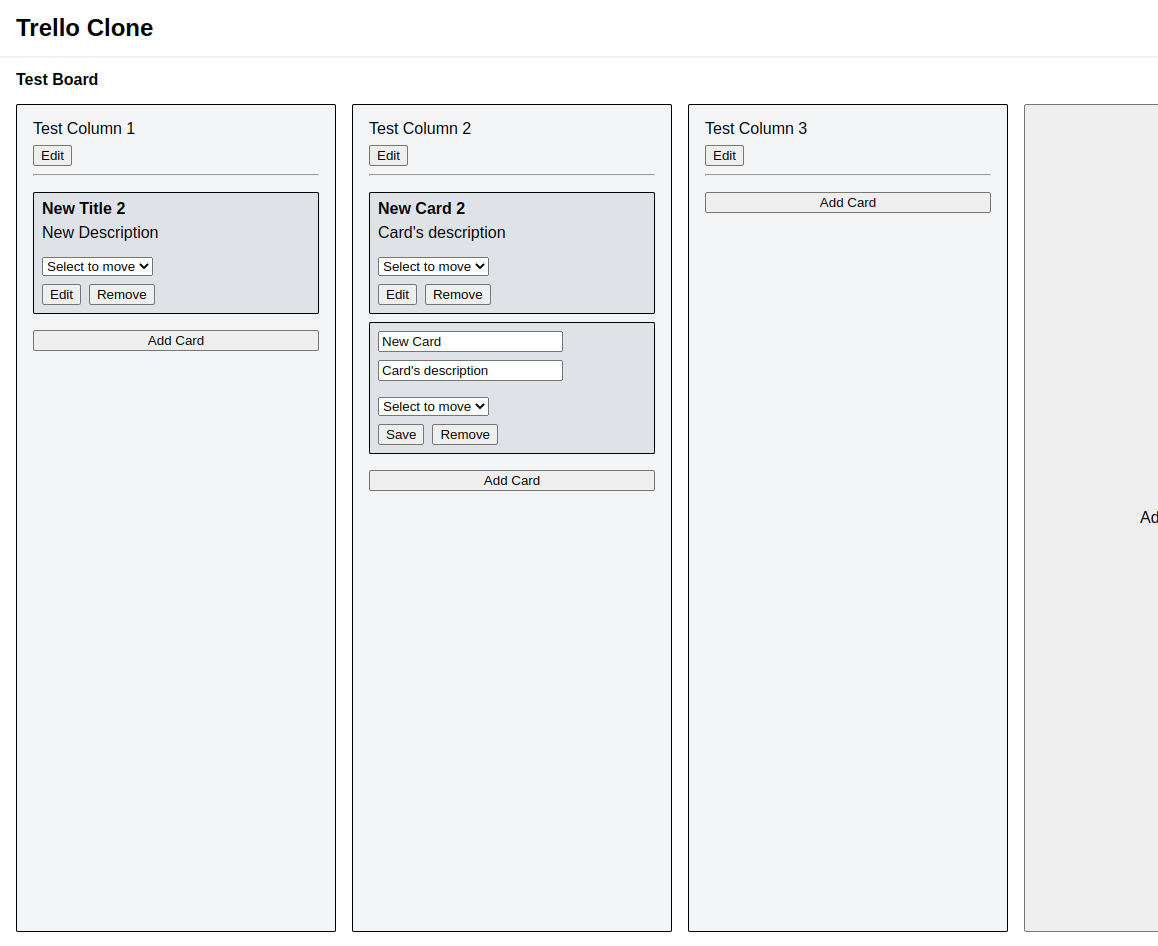 Trello Clone
Test Board
Test Column 1
Edit
New Title 2
New Description
Select to move
Edit Remove
Add Card
Test Column 2
Edit
New Card 2
Card's description
Select to move
Edit Remove
New Card
Card's description
Select to move
Save Remove
Add Card
Test Column 3
Edit
Add Card
Ad